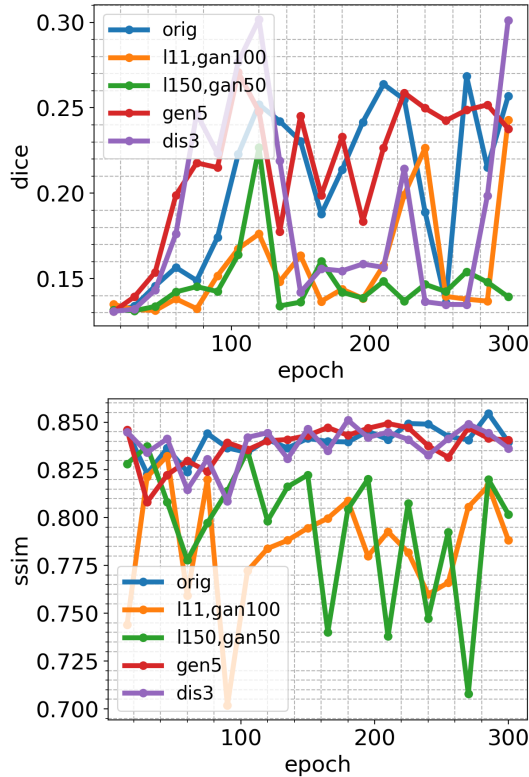 0.30
0.25
0.20
0.15
dice
orig
l11,gan100
l150,gan50
gen5
dis3
100
200
300
epoch
0.850
0.825
0.800
0.775
0.750
0.725
0.700
ssim
orig
l11,gan100
l150,gan50
gen5
dis3
100
200
300
epoch